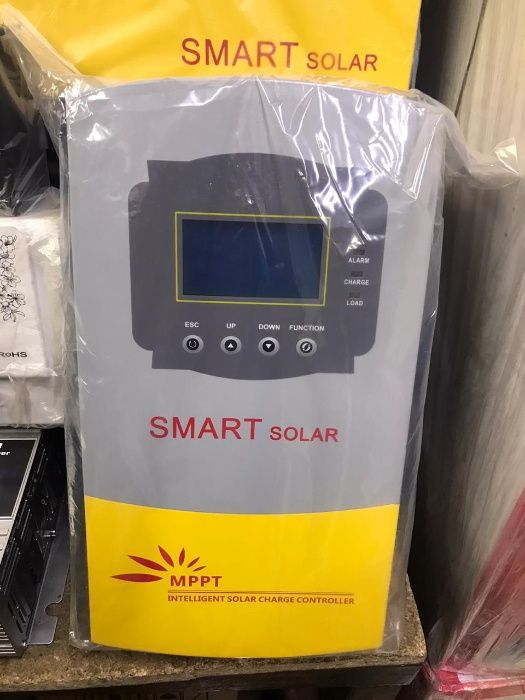 SMART SOLAR
ALARM
CHARGE
LOAD
ESC UP DOWN FUNCTION
SMART SOLAR
MPPT
INTELLIGENT SOLAR CHARGE CONTROLLER
RoHS